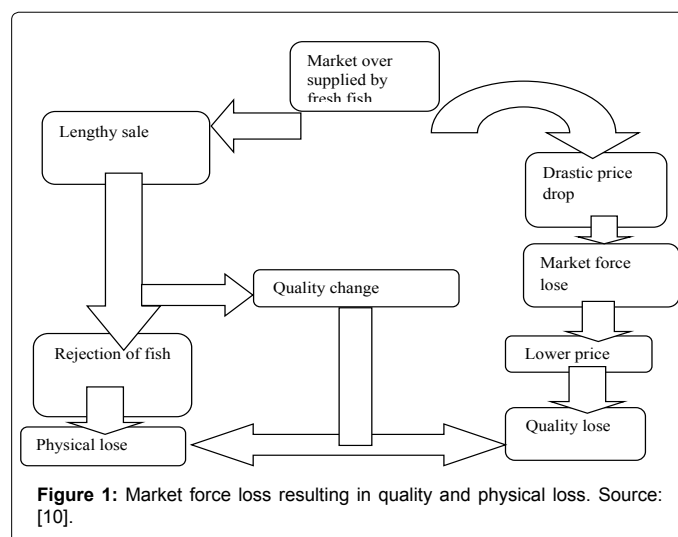 Market over
supplied by
fresh fish
Lengthy sale
Drastic price
drop
Quality change
Market force
lose
Rejection of fish
Lower price
Physical lose
Quality lose
Figure 1: Market force loss resulting in quality and physical loss. Source:
[10].